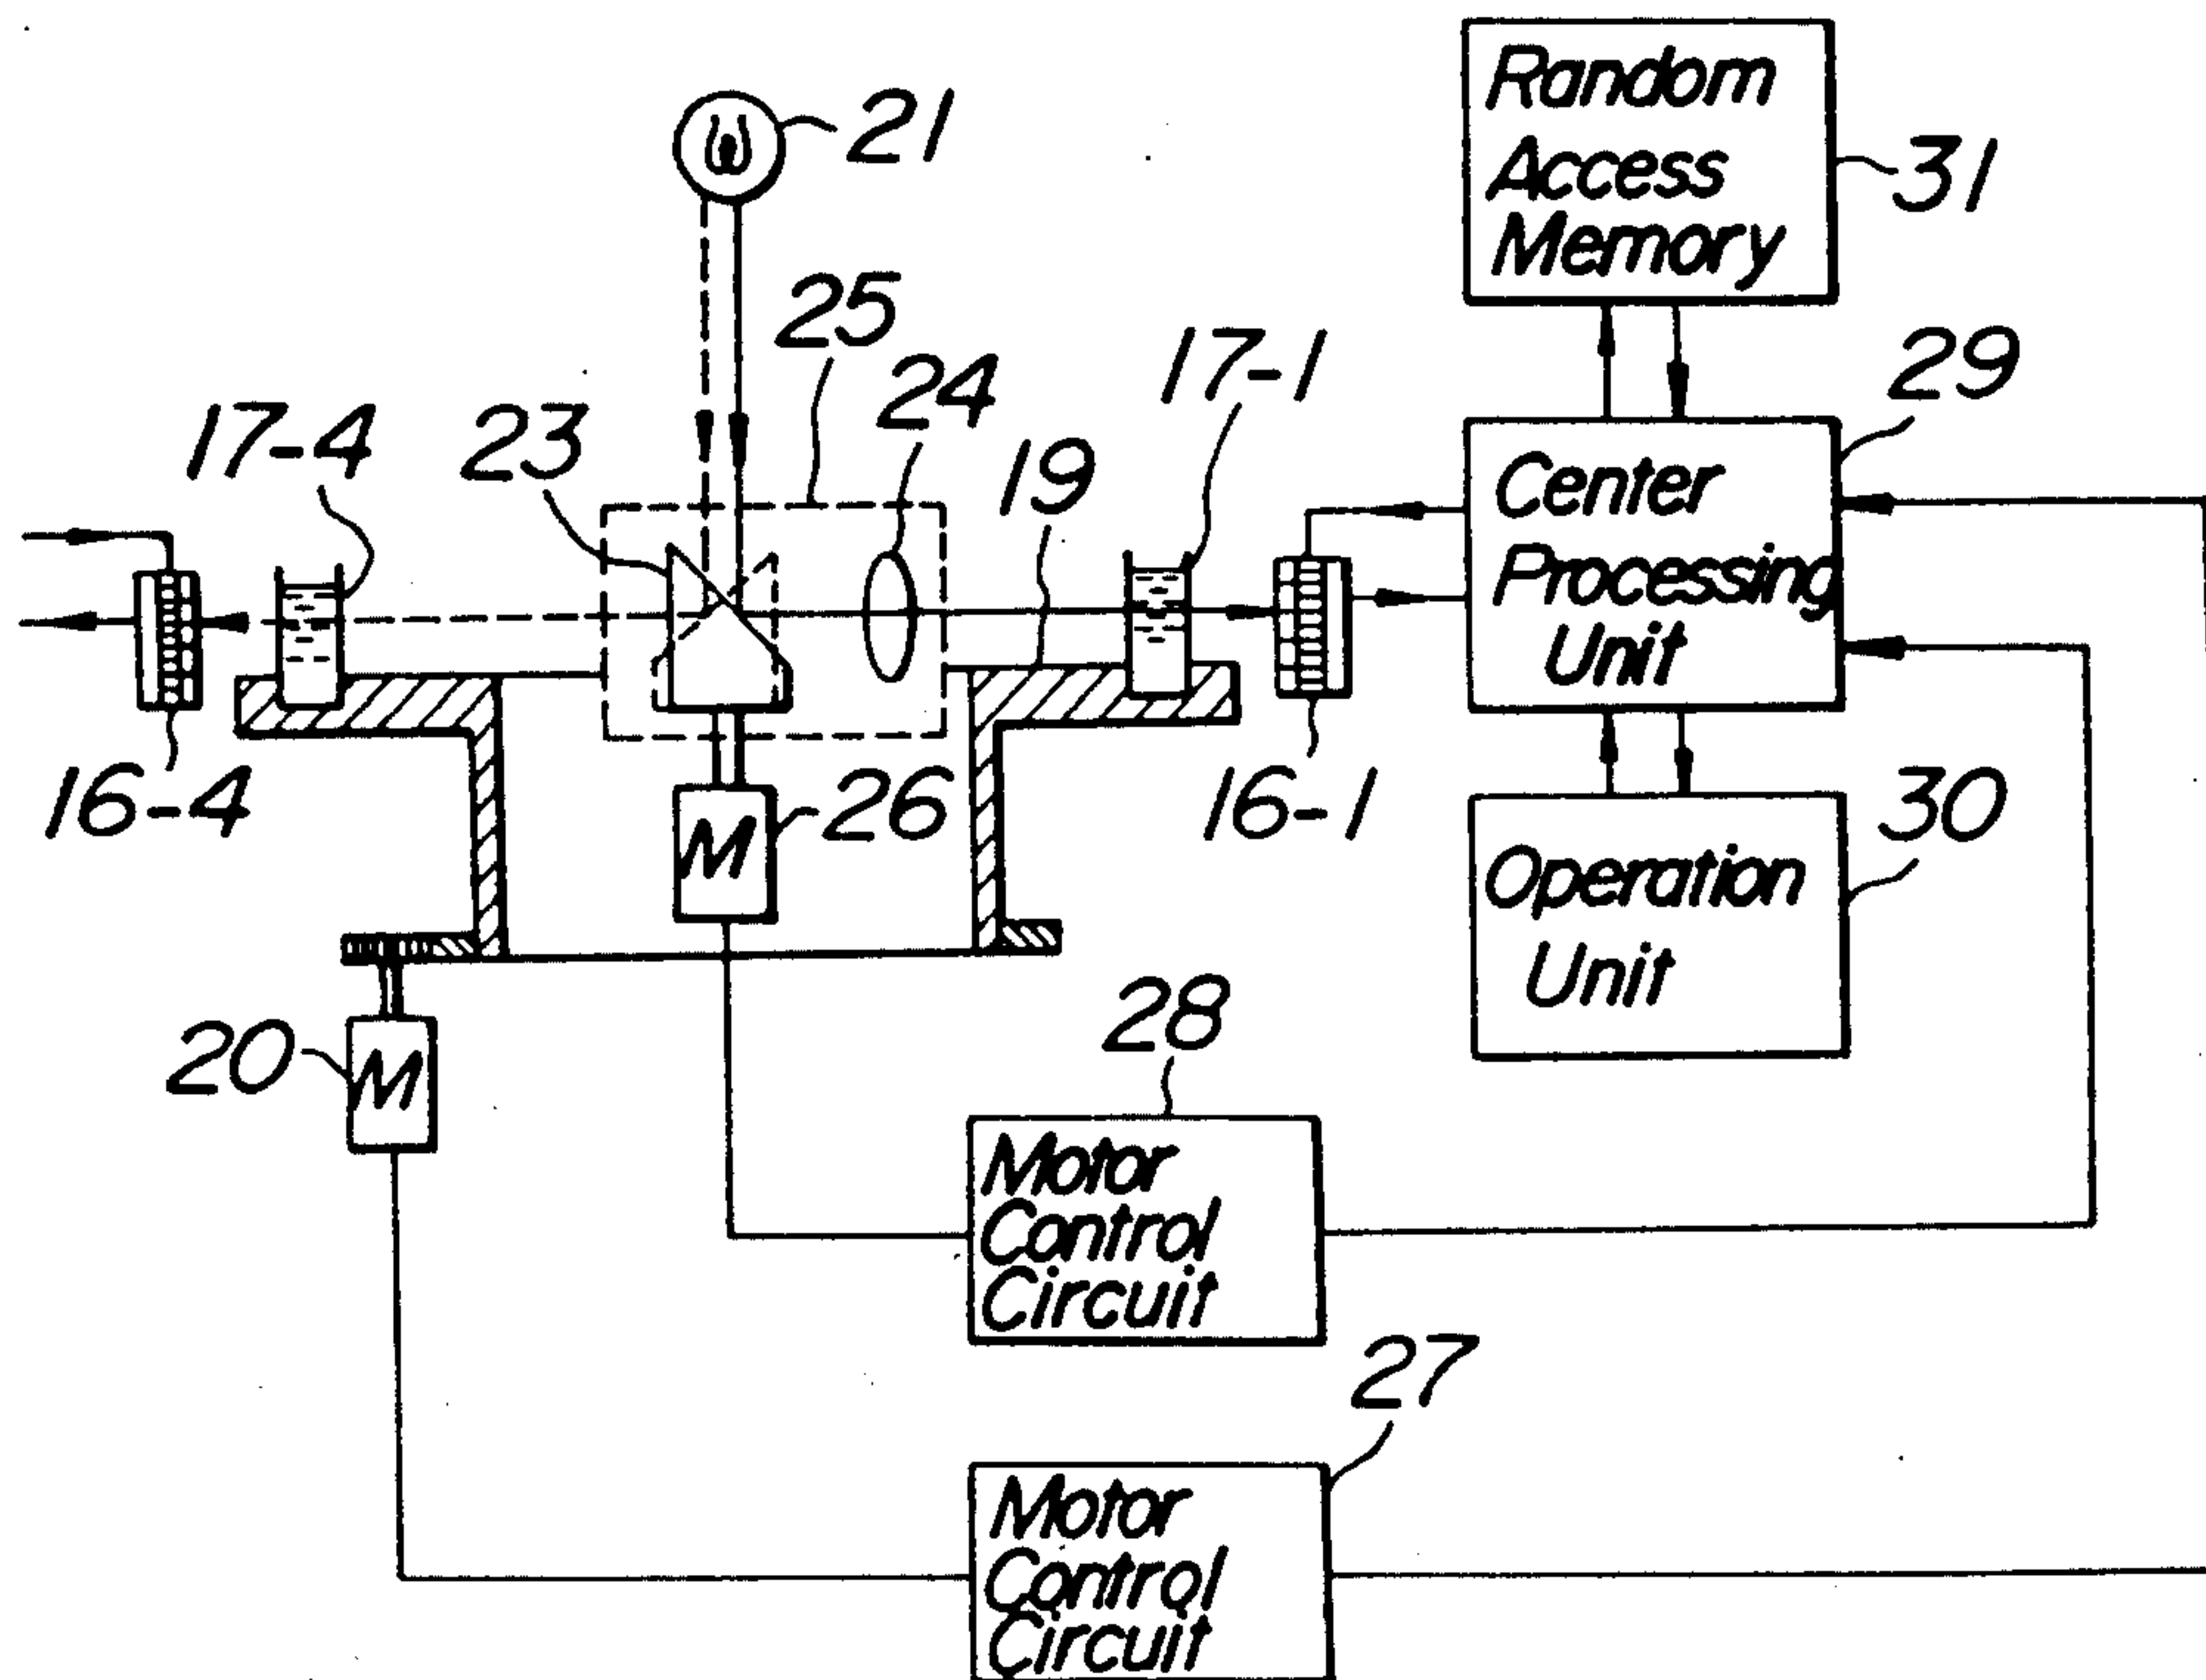 21
Random
Access
Memory
31
25
24
17-1
29
17-4
23
19
Center
Processing
Unit
16-4
26
M
16-1
30
Operation
Unit
20
M
28
Motor
Control
Circuit
27
Motor
Control
Circuit